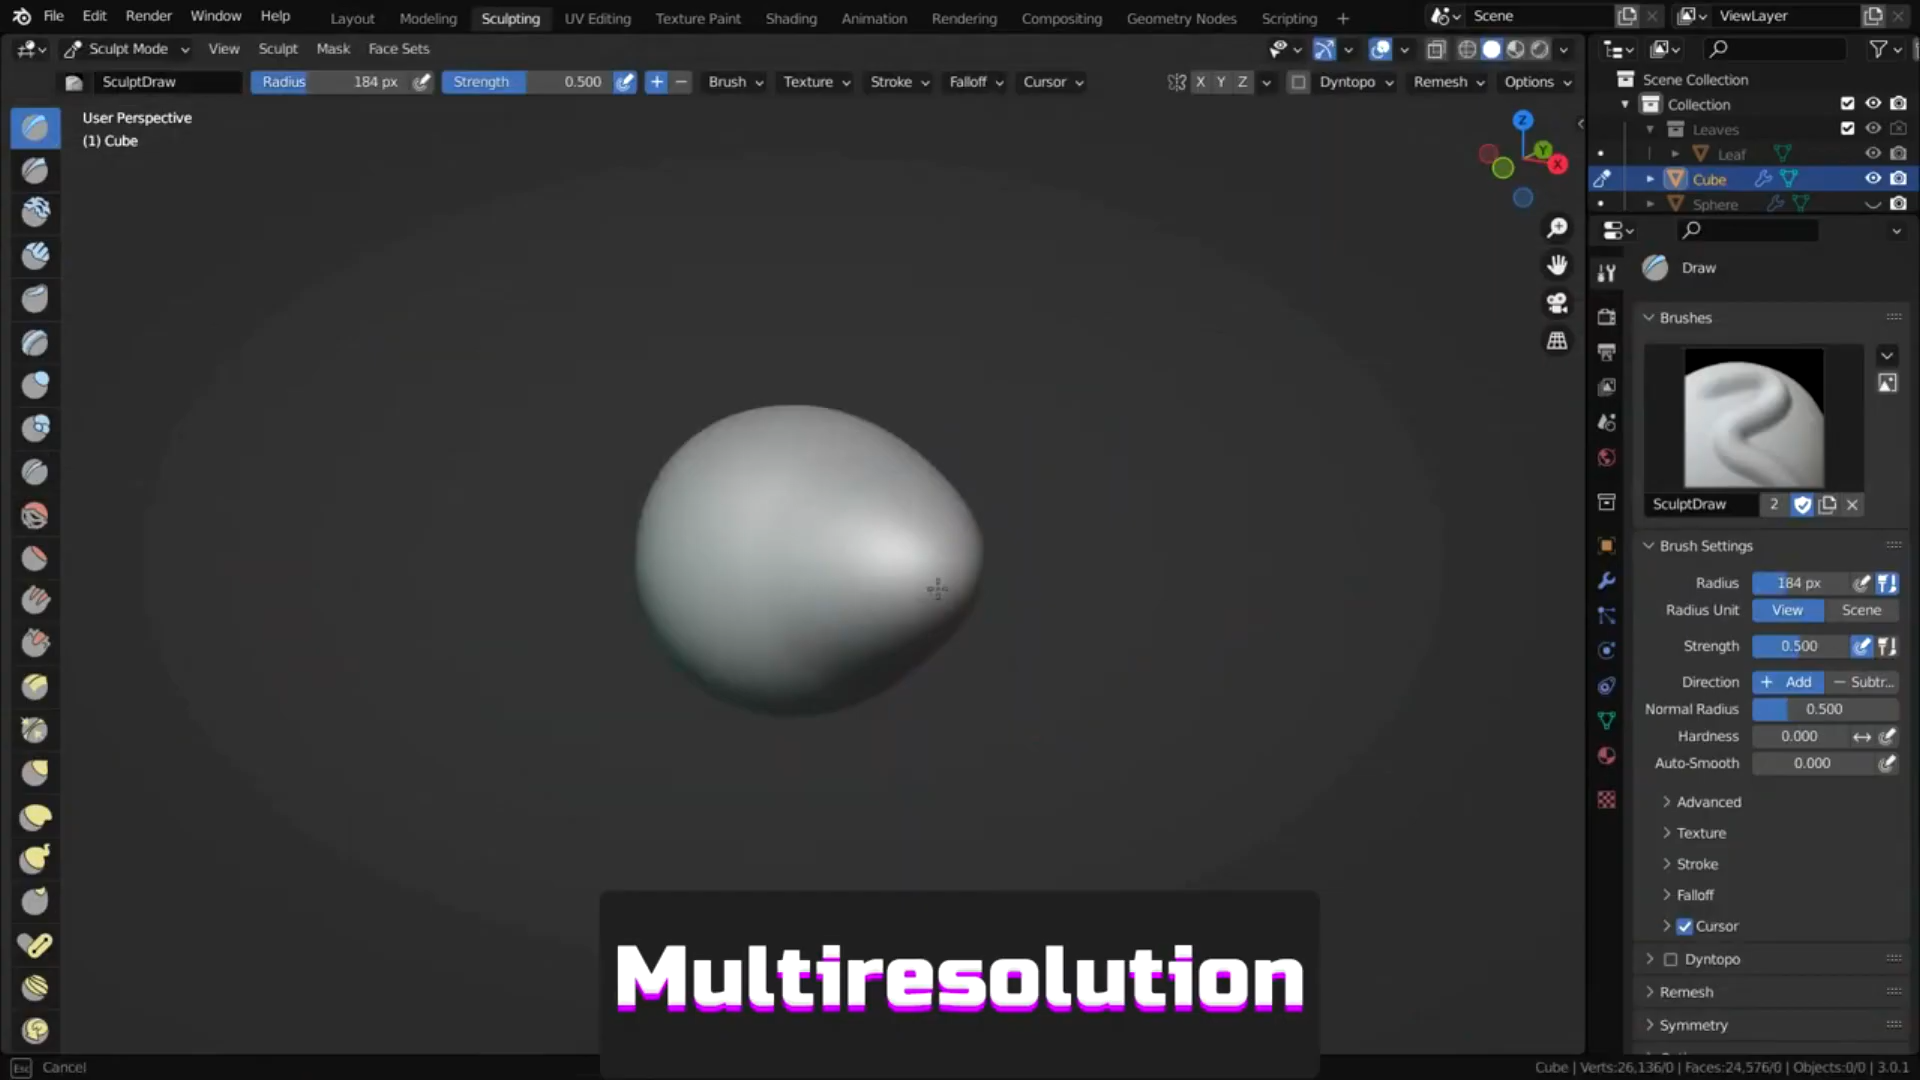 File Edit Render Window Help
Layout Modeling Sculpting UV Editing Texture Paint Shading Animation Rendering Compositing Geometry Nodes Scripting +
Scene
ViewLayer
Sculpt Mode View Sculpt Mask Face Sets
SculptDraw
Radius 184 px
Strength 0.500
+ −
Brush Texture Stroke Falloff Cursor
X Y Z
Dyntopo Remesh Options
User Perspective
(1) Cube
Z
Y
X
Scene Collection
Collection
Leaves
Leaf
Cube
Sphere
Draw
Brushes
SculptDraw 2
Brush Settings
Radius 184 px
Radius Unit View Scene
Strength 0.500
Direction + Add − Subtr...
Normal Radius 0.500
Hardness 0.000
Auto-Smooth 0.000
Advanced
Texture
Stroke
Falloff
Cursor
Dyntopo
Remesh
Symmetry
Multiresolution
Esc Cancel
Cube | Verts:26,136/0 | Faces:24,576/0 | Objects:0/0 | 3.0.1